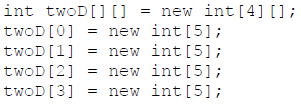 int twoD[][] = new int[4][];
twoD[0] = new int[5];
twoD[1] = new int[5];
twoD[2] = new int[5];
twoD[3] = new int[5];